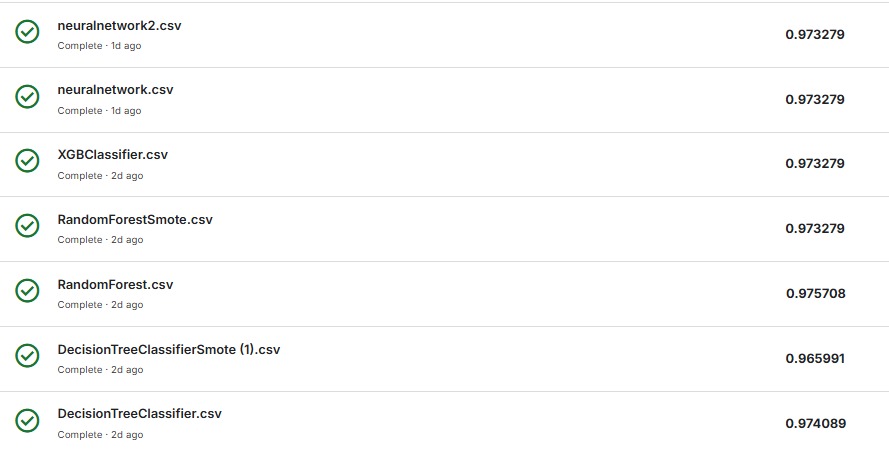 neuralnetwork2.csv
Complete · 1d ago
0.973279
neuralnetwork.csv
Complete · 1d ago
0.973279
XGBClassifier.csv
Complete · 2d ago
0.973279
RandomForestSmote.csv
Complete · 2d ago
0.973279
RandomForest.csv
Complete · 2d ago
0.975708
DecisionTreeClassifierSmote (1).csv
Complete · 2d ago
0.965991
DecisionTreeClassifier.csv
Complete · 2d ago
0.974089